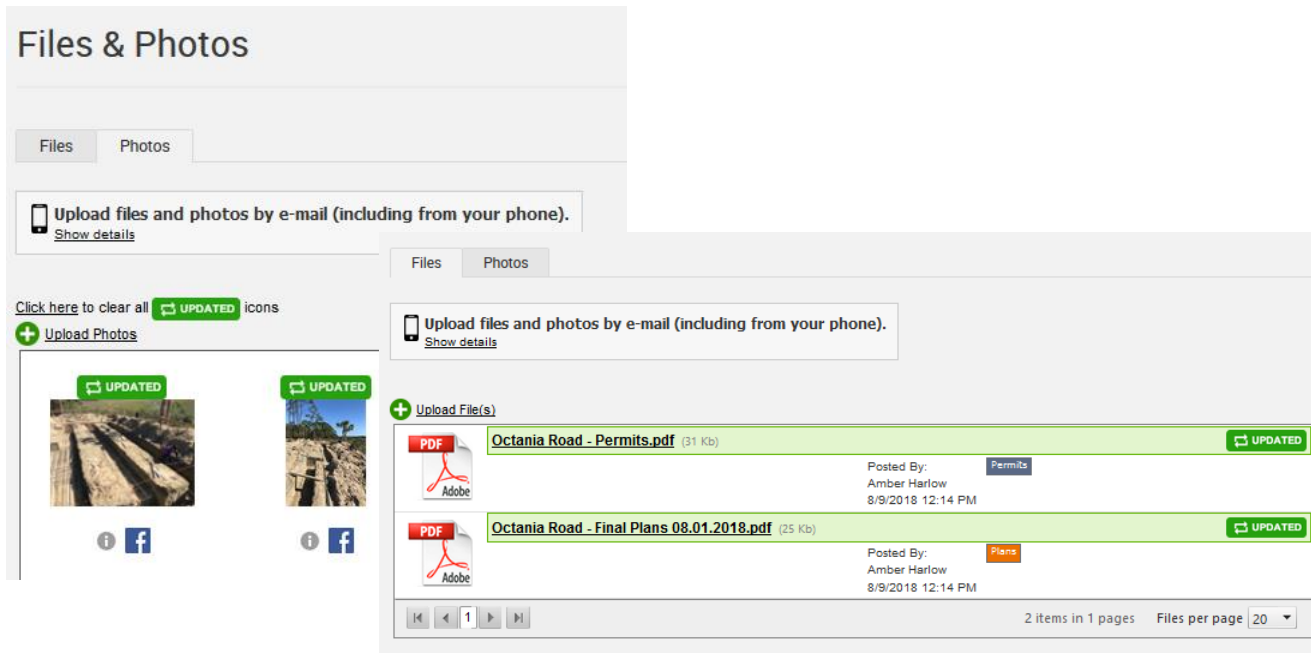 Files & Photos
Files Photos
Upload files and photos by e-mail (including from your phone).
Show details
Click here to clear all UPDATED icons
Upload Photos
UPDATED UPDATED
Files Photos
Upload files and photos by e-mail (including from your phone).
Show details
Upload File(s)
PDF Adobe
Octania Road - Permits.pdf (31 Kb) UPDATED
Posted By: Permits
Amber Harlow
8/9/2018 12:14 PM
PDF Adobe
Octania Road - Final Plans 08.01.2018.pdf (25 Kb) UPDATED
Posted By: Plans
Amber Harlow
8/9/2018 12:14 PM
1 2 items in 1 pages Files per page 20